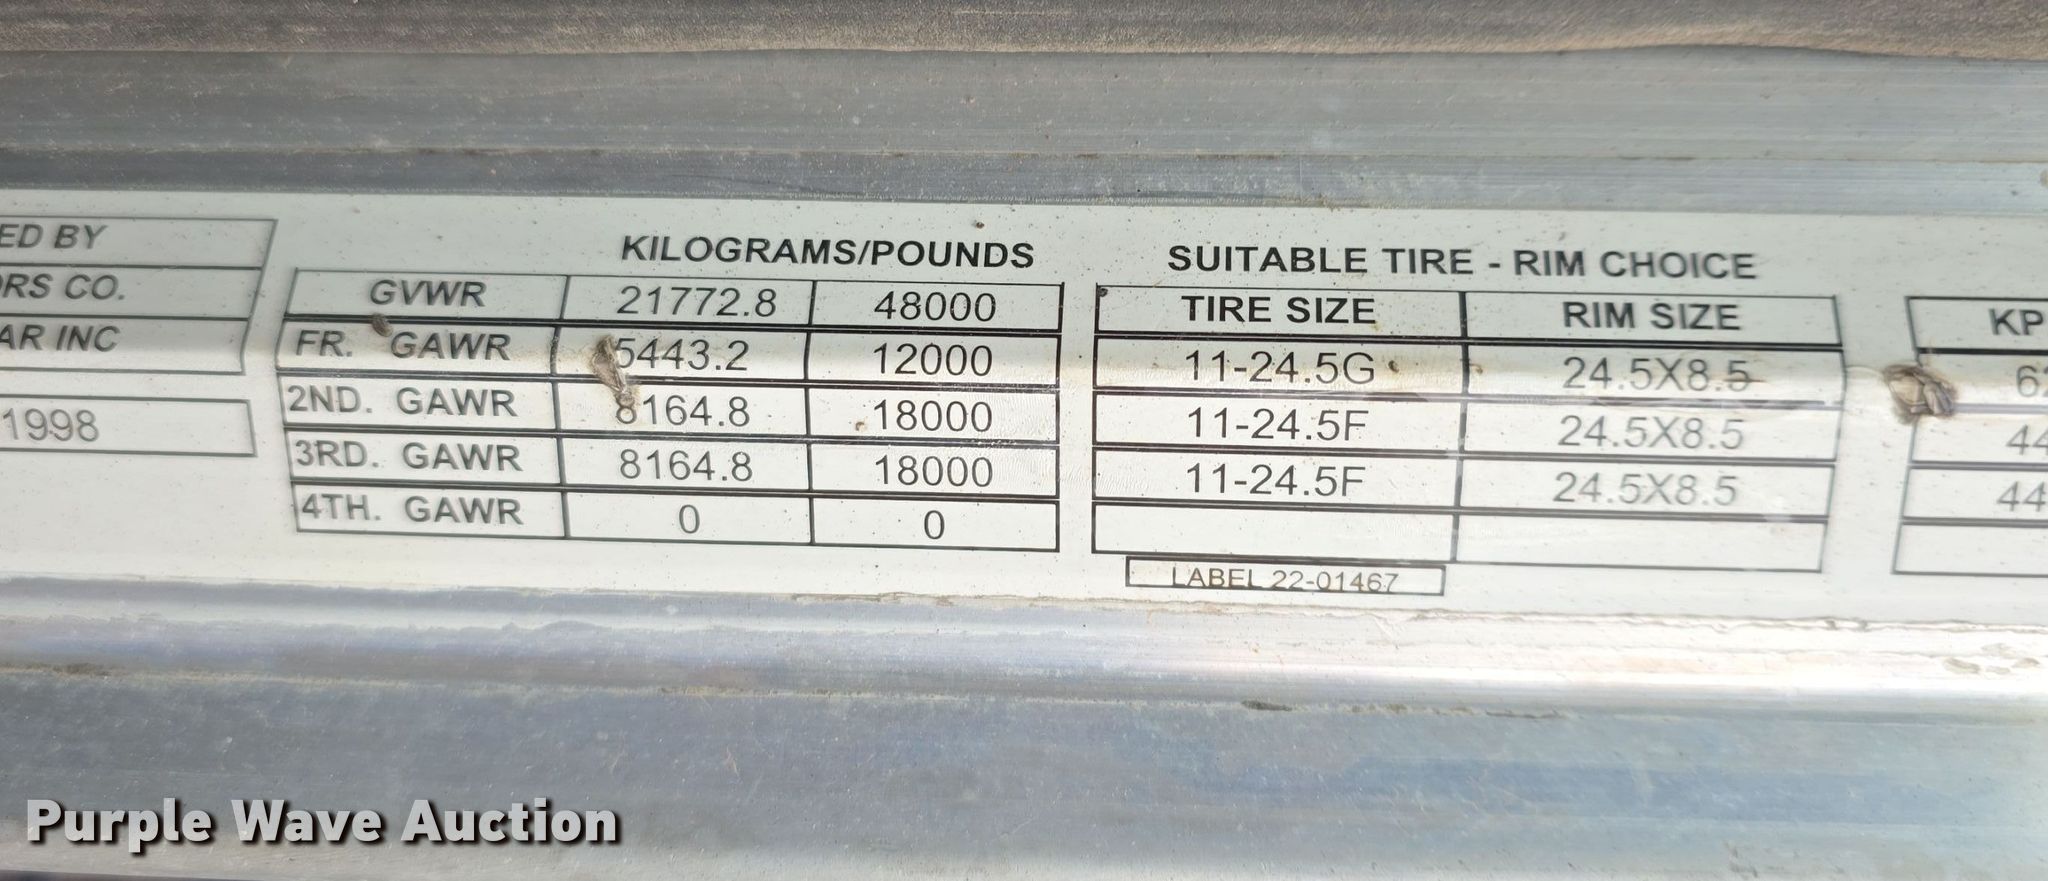 ED BY
RS CO.
AR INC
1998
KILOGRAMS/POUNDS
GVWR 21772.8 48000
FR. GAWR 5443.2 12000
2ND. GAWR 8164.8 18000
3RD. GAWR 8164.8 18000
4TH. GAWR 0 0
SUITABLE TIRE - RIM CHOICE
TIRE SIZE RIM SIZE
11-24.5G 24.5X8.5
11-24.5F 24.5X8.5
11-24.5F 24.5X8.5
LABEL 22-01467
KP
44
44
Purple Wave Auction